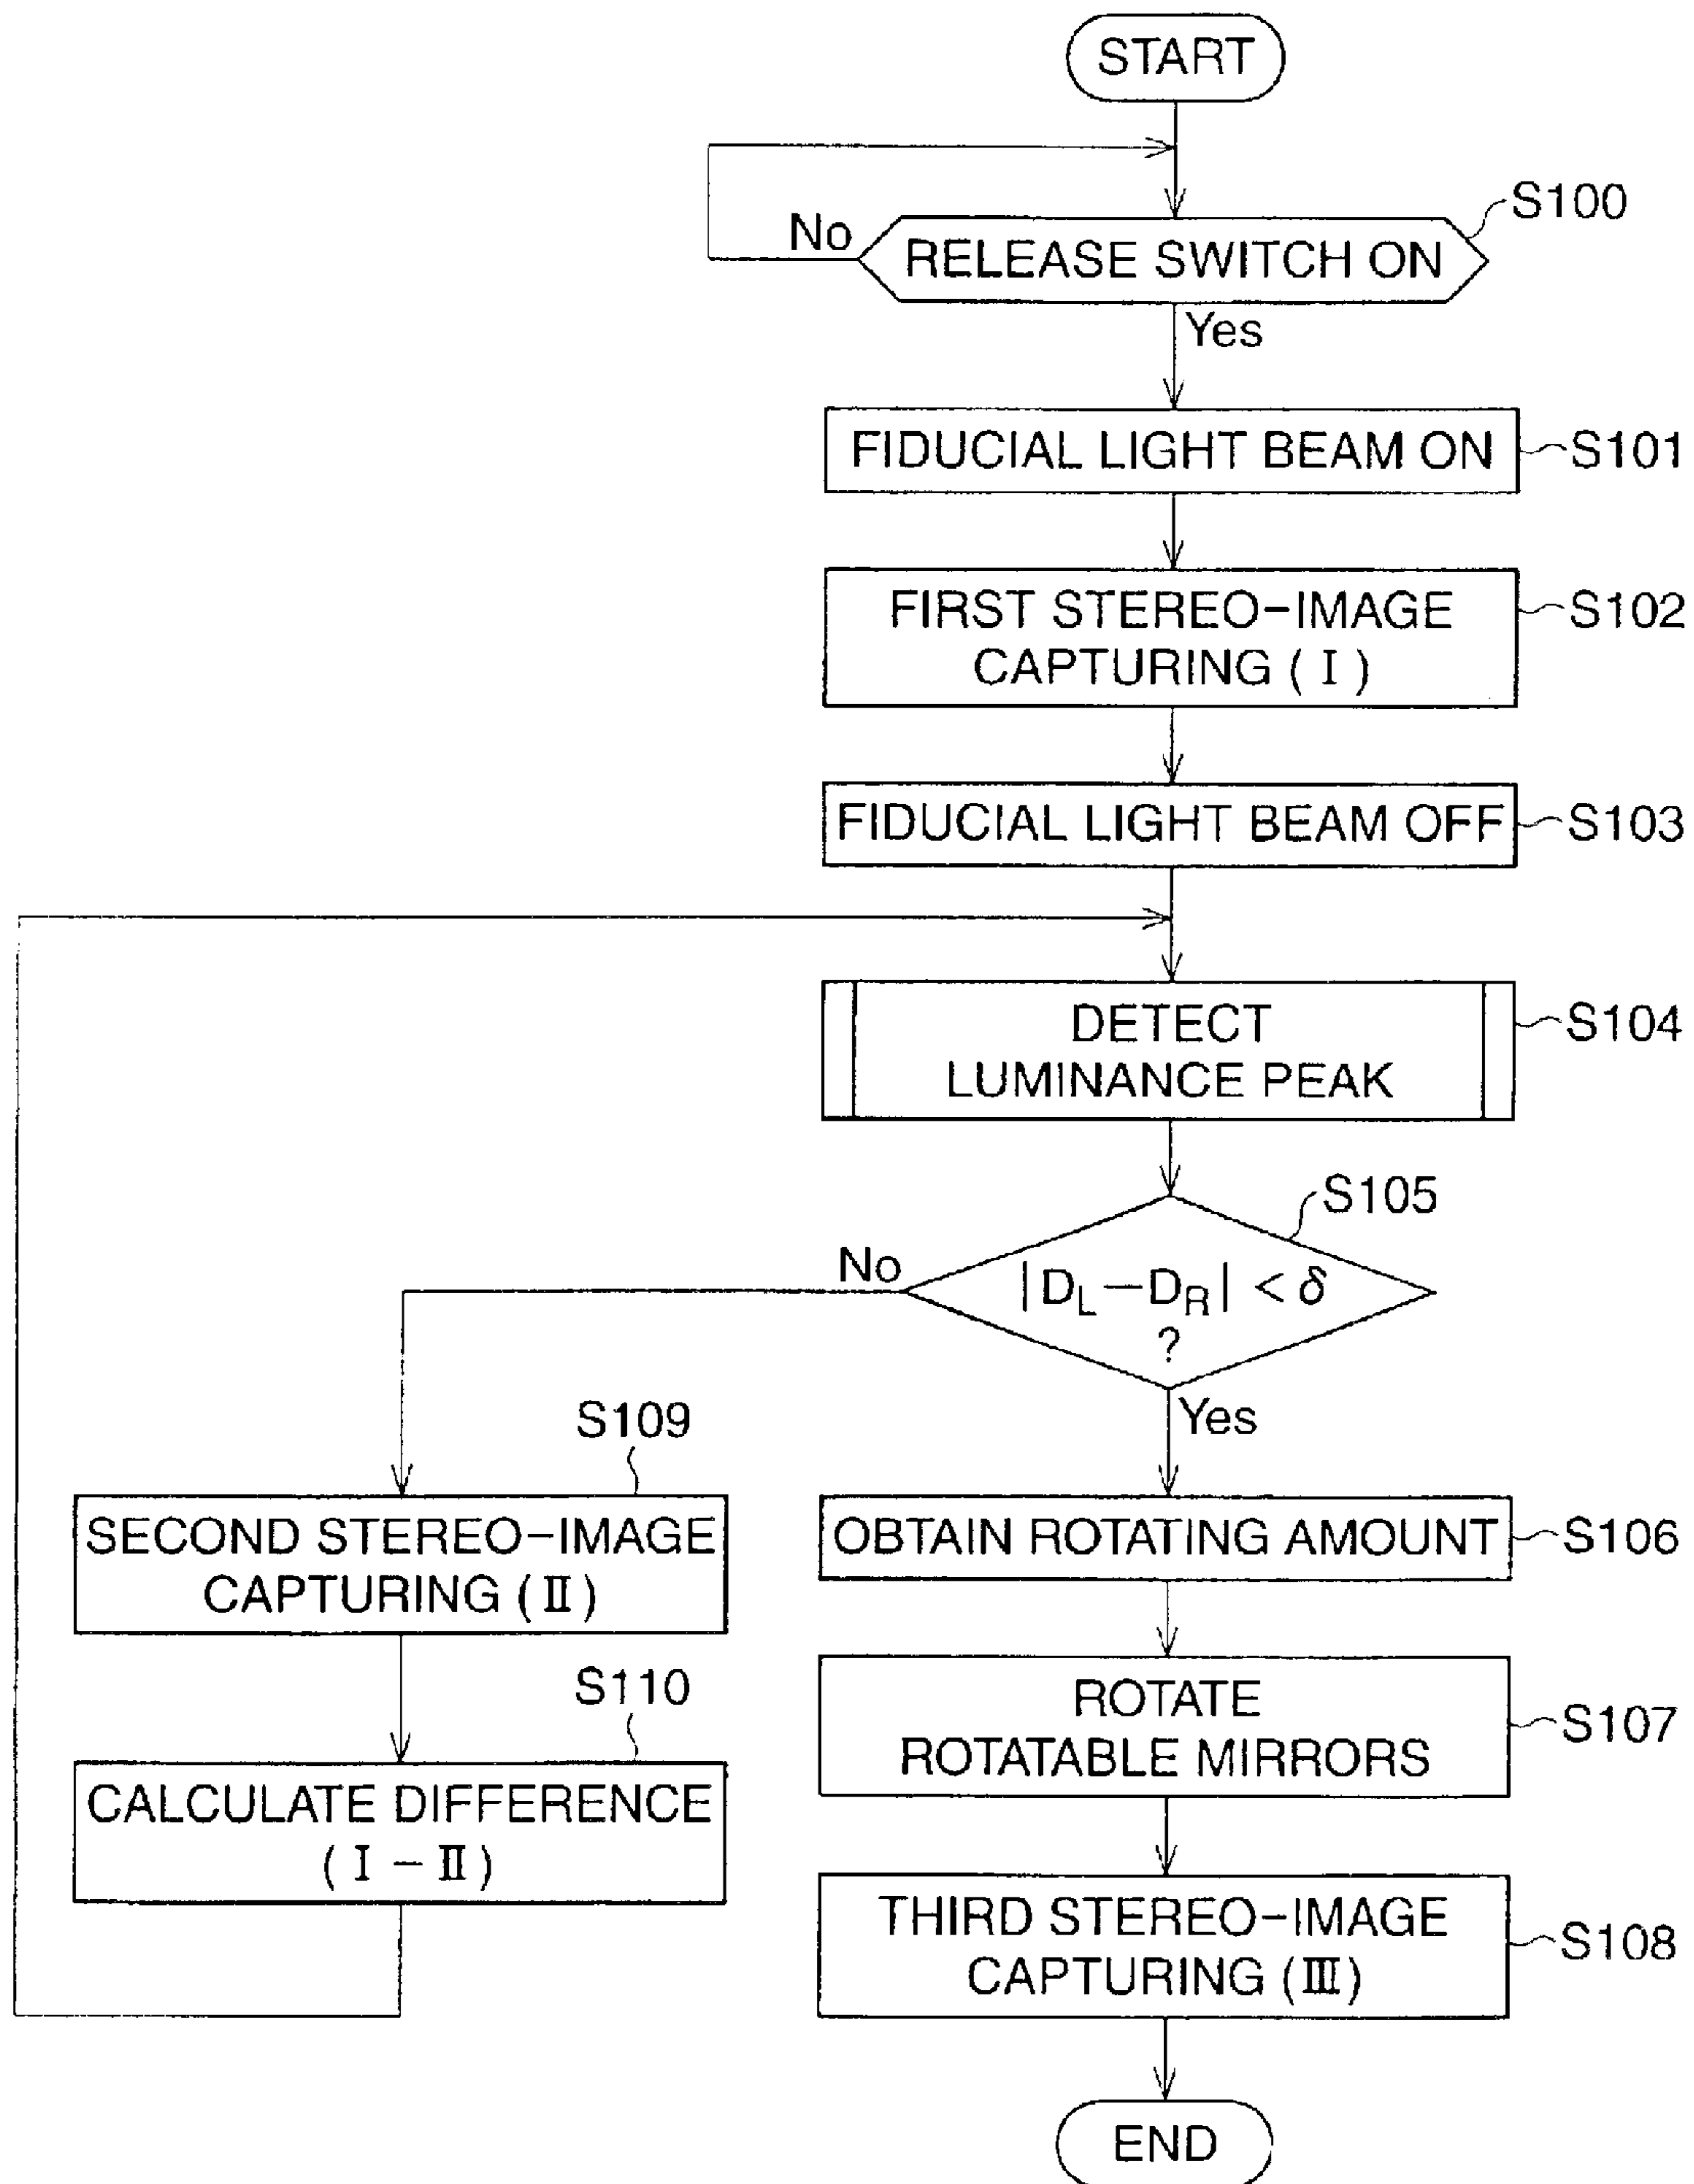 START
No
RELEASE SWITCH ON
S100
Yes
FIDUCIAL LIGHT BEAM ON
S101
FIRST STEREO-IMAGE
CAPTURING (I)
S102
FIDUCIAL LIGHT BEAM OFF
S103
DETECT
LUMINANCE PEAK
S104
S105
No
|D_L-D_R| < δ
?
Yes
S109
SECOND STEREO-IMAGE
CAPTURING (II)
OBTAIN ROTATING AMOUNT
S106
S110
CALCULATE DIFFERENCE
(I - II)
ROTATE
ROTATABLE MIRRORS
S107
THIRD STEREO-IMAGE
CAPTURING (III)
S108
END